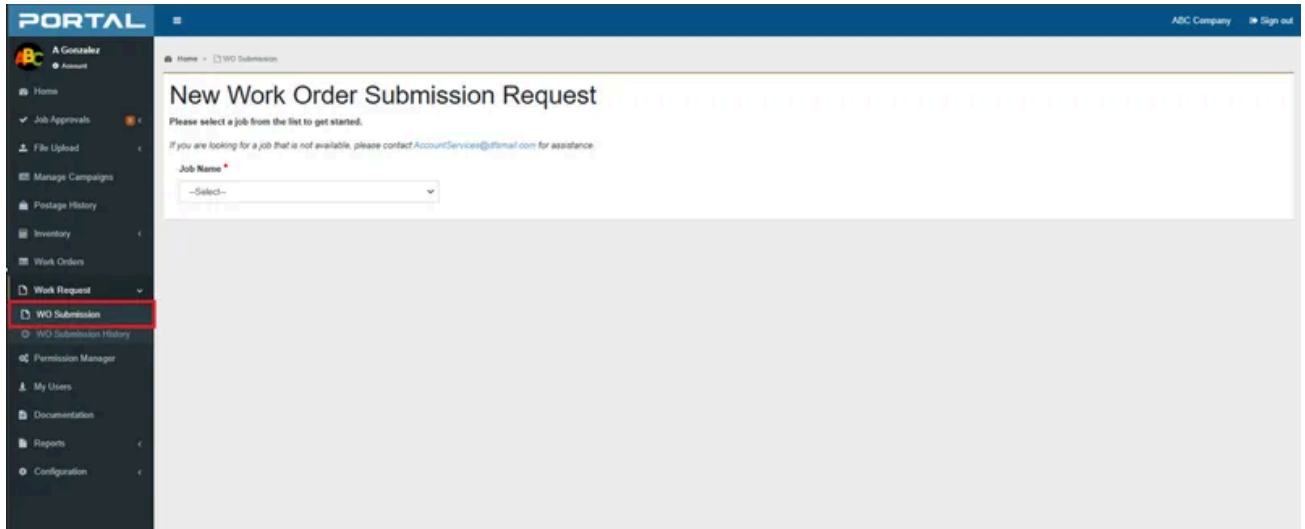 PORTAL
ABC Company
Sign out
ABC
A Gonzalez
Account
Home > WO Submission
Home
Job Approvals
File Upload
Manage Campaigns
Postage History
Inventory
Work Orders
Work Request
WO Submission
WO Submission History
Permission Manager
My Users
Documentation
Reports
Configuration
New Work Order Submission Request
Please select a job from the list to get started.
If you are looking for a job that is not available, please contact AccountServices@dfsmail.com for assistance.
Job Name *
--Select--